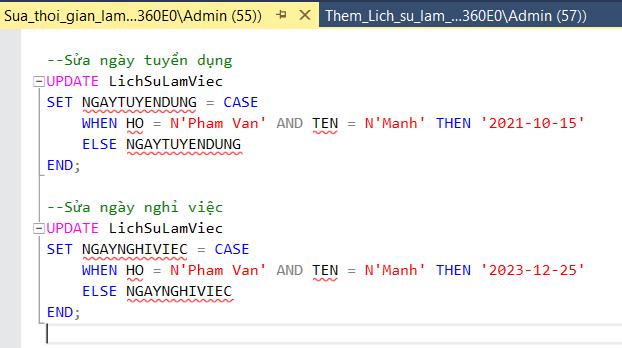 Sua_thoi_gian_lam...360E0\Admin (55))
Them_Lich_su_lam_...360E0\Admin (57))
--Sửa ngày tuyển dụng
UPDATE LichSuLamViec
SET NGAYTUYENDUNG = CASE
WHEN HO = N'Pham Van' AND TEN = N'Manh' THEN '2021-10-15'
ELSE NGAYTUYENDUNG
END;
--Sửa ngày nghỉ việc
UPDATE LichSuLamViec
SET NGAYNGHIVIEC = CASE
WHEN HO = N'Pham Van' AND TEN = N'Manh' THEN '2023-12-25'
ELSE NGAYNGHIVIEC
END;